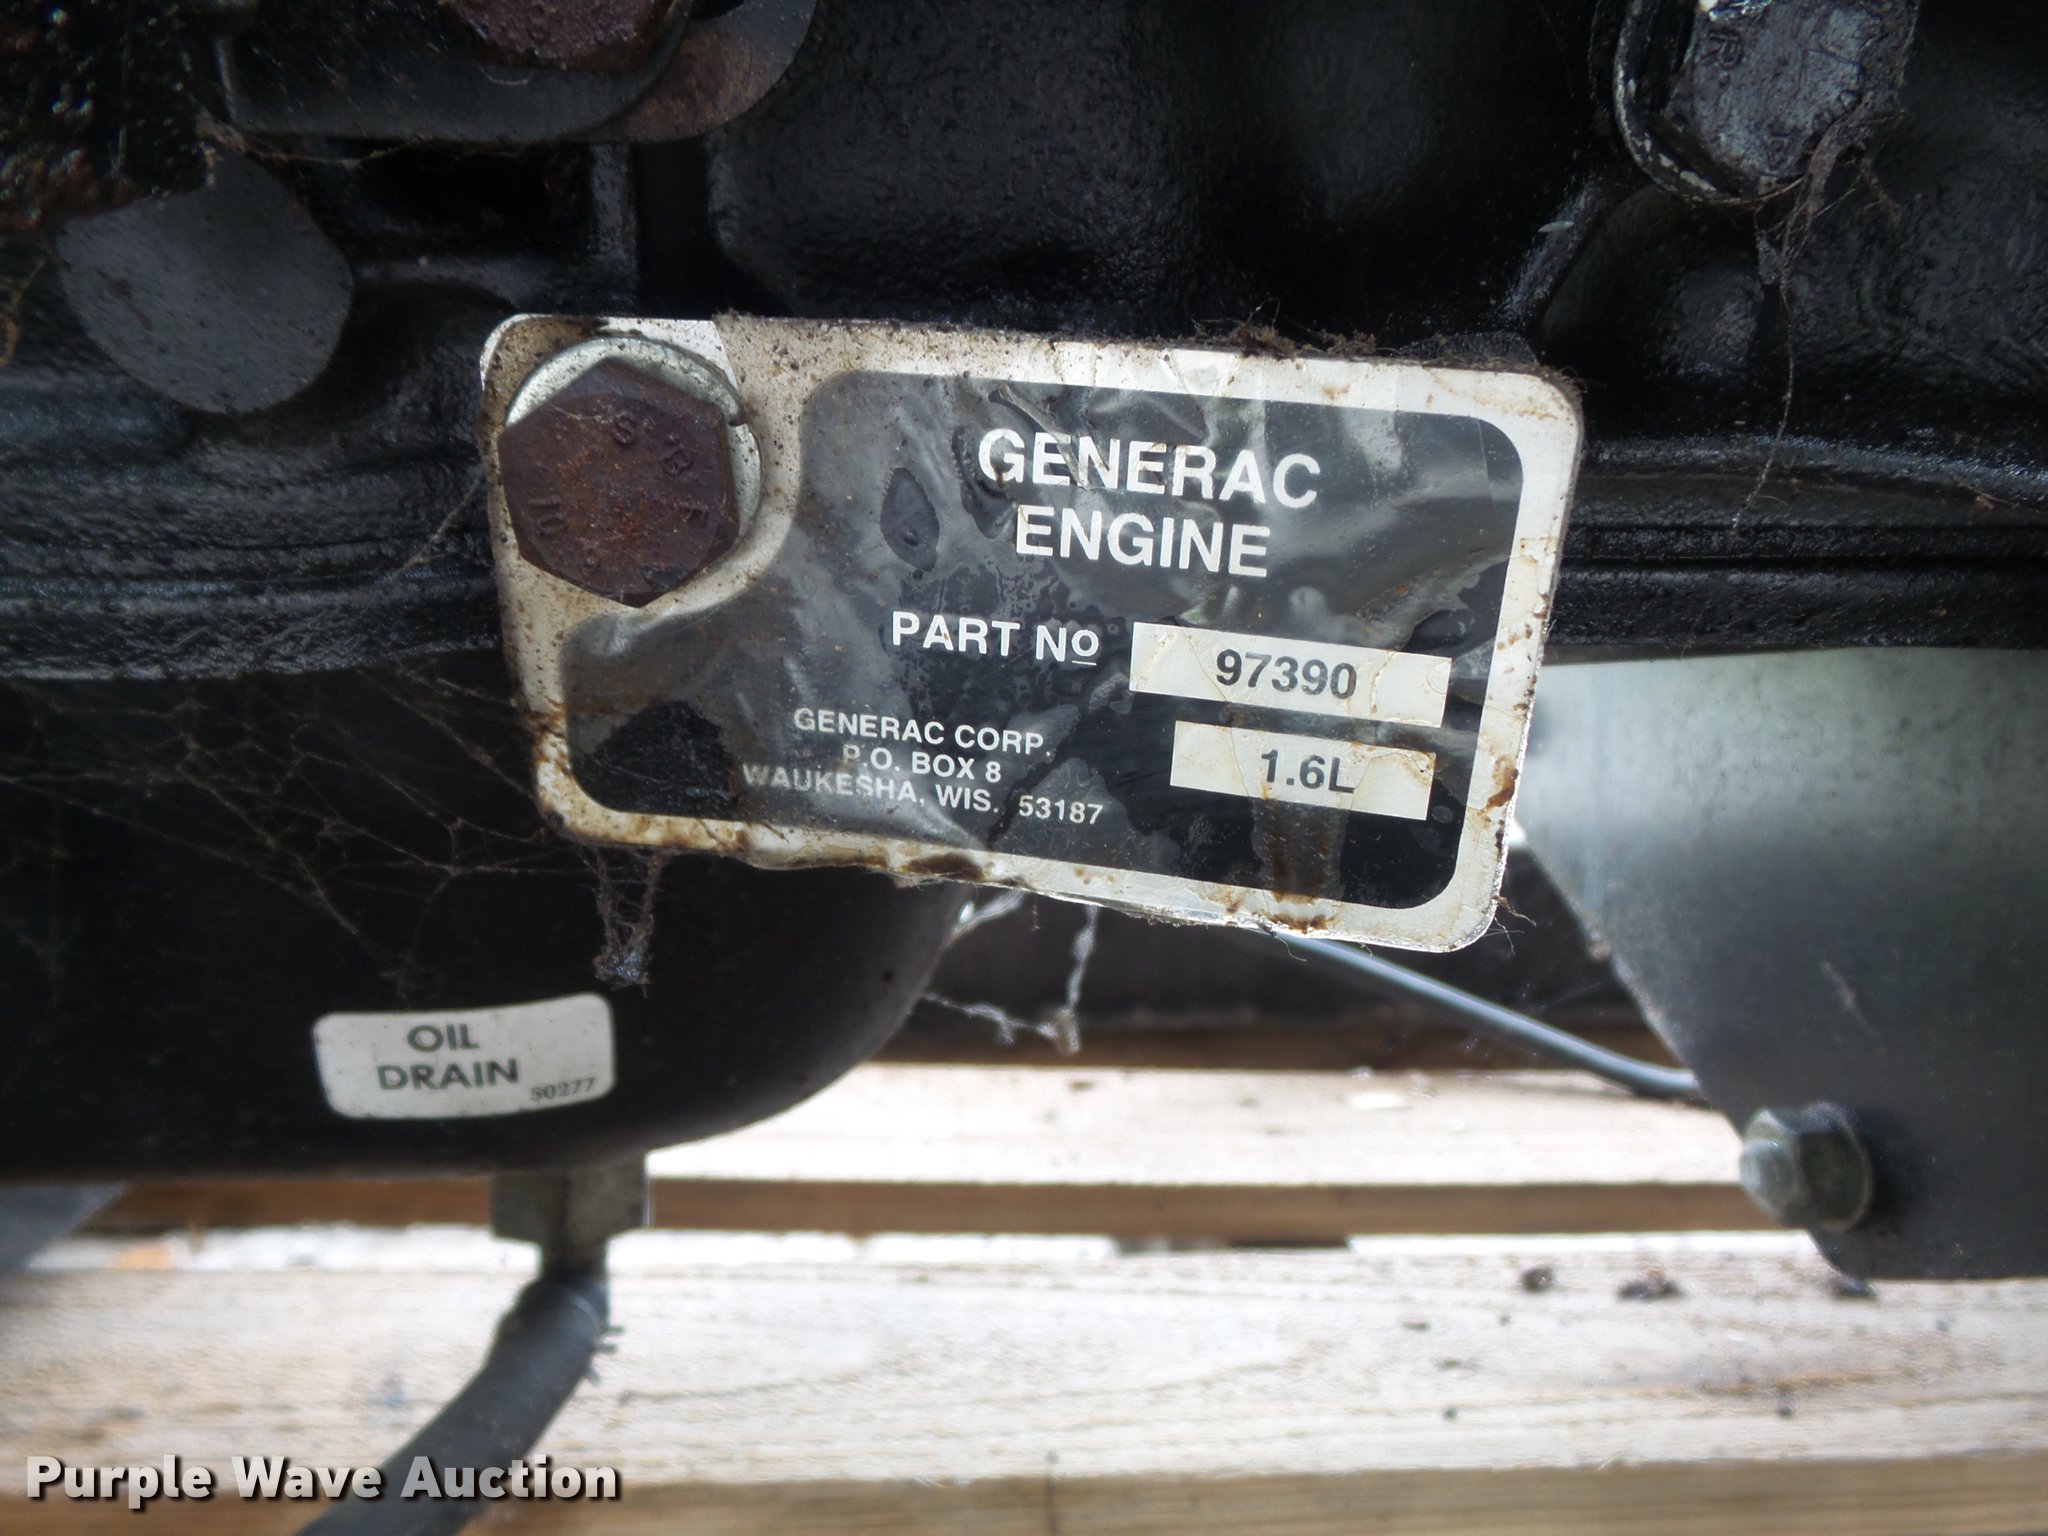 GENERAC
ENGINE
PART No
97390
1.6L
GENERAC CORP.
P.O. BOX 8
WAUKESHA, WIS. 53187
OIL
DRAIN
50277
Purple Wave Auction